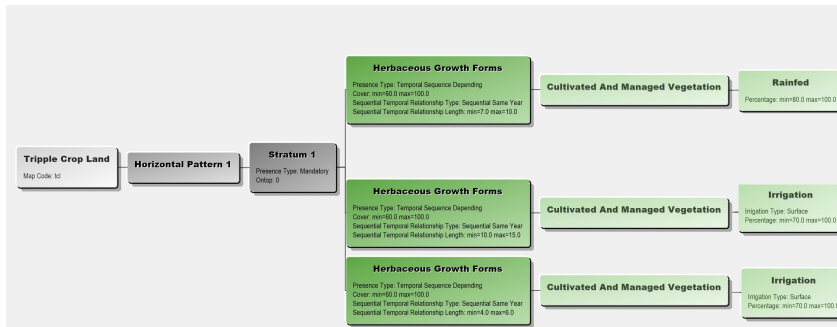 Tripple Crop Land
Map Code: tcl
Horizontal Pattern 1
Stratum 1
Presence Type: Mandatory
Ontop: 0
Herbaceous Growth Forms
Presence Type: Temporal Sequence Depending
Cover: min=60.0 max=100.0
Sequential Temporal Relationship Type: Sequential Same Year
Sequential Temporal Relationship Length: min=7.0 max=10.0
Cultivated And Managed Vegetation
Rainfed
Percentage: min=80.0 max=100.0
Herbaceous Growth Forms
Presence Type: Temporal Sequence Depending
Cover: min=60.0 max=100.0
Sequential Temporal Relationship Type: Sequential Same Year
Sequential Temporal Relationship Length: min=10.0 max=15.0
Cultivated And Managed Vegetation
Irrigation
Irrigation Type: Surface
Percentage: min=70.0 max=100.0
Herbaceous Growth Forms
Presence Type: Temporal Sequence Depending
Cover: min=60.0 max=100.0
Sequential Temporal Relationship Type: Sequential Same Year
Sequential Temporal Relationship Length: min=4.0 max=6.0
Cultivated And Managed Vegetation
Irrigation
Irrigation Type: Surface
Percentage: min=70.0 max=100.0